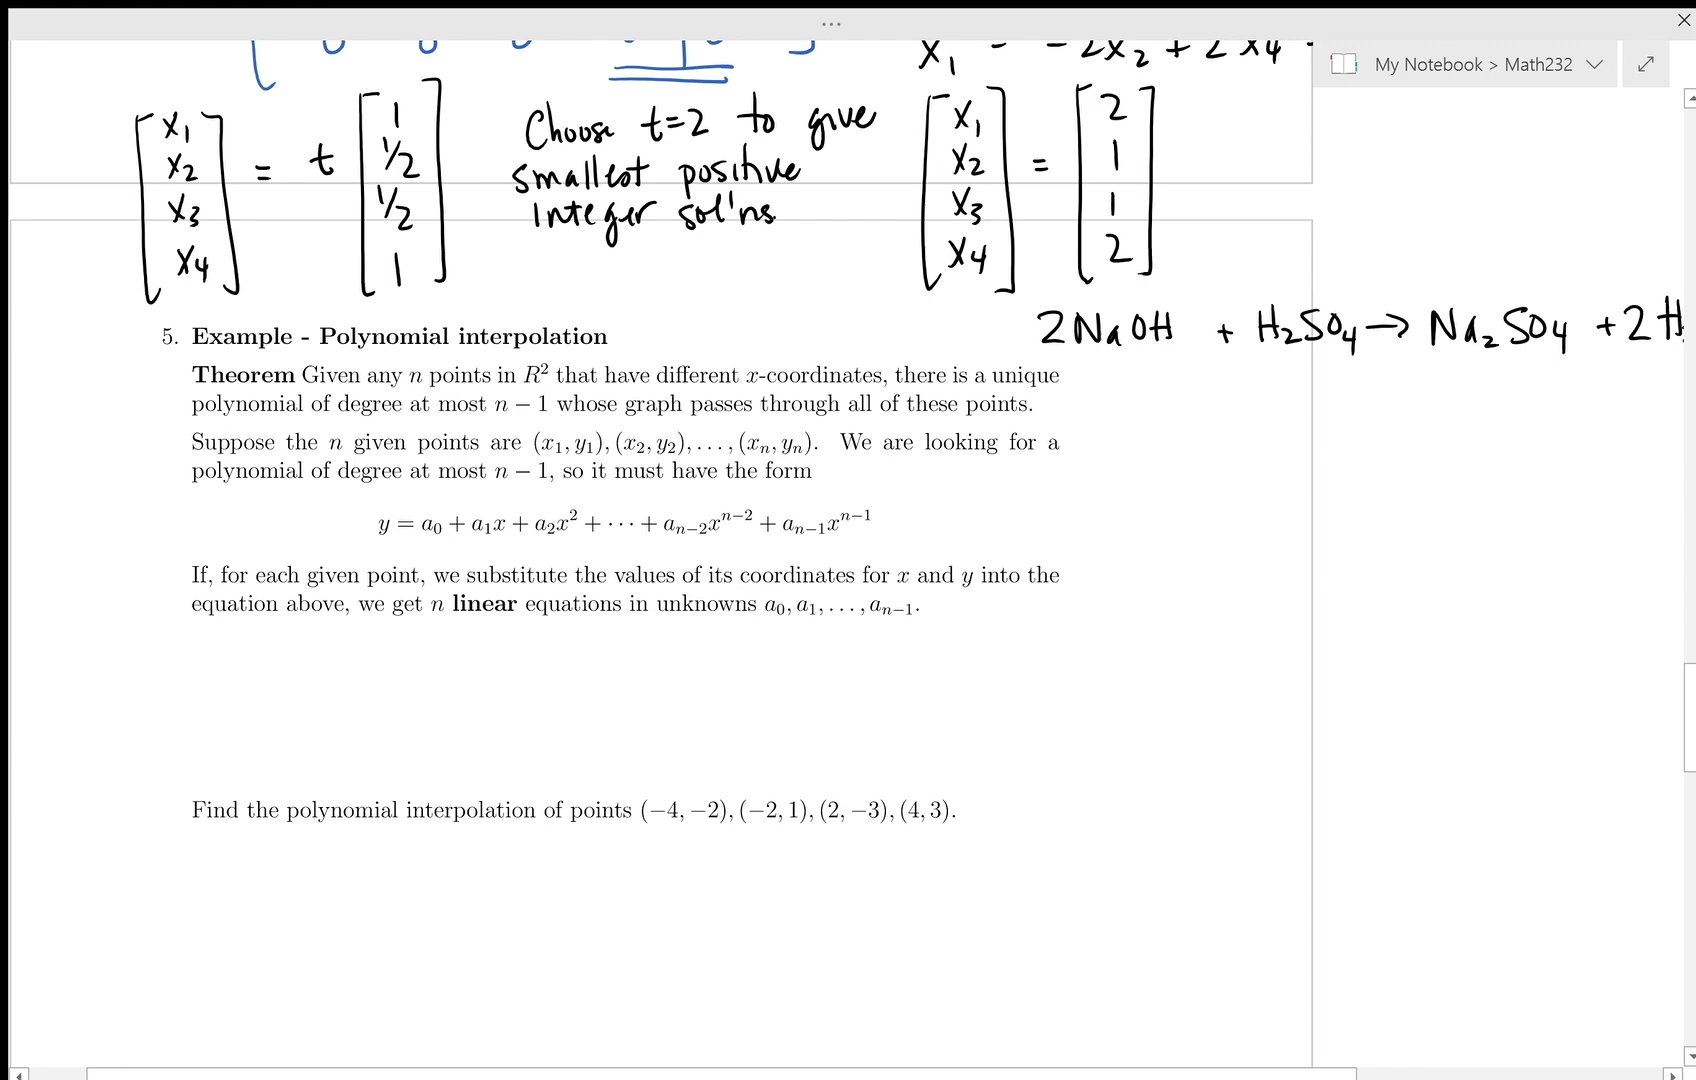 ...
x₁ = - 2x₂ + 2x₄
My Notebook > Math232
[x₁ x₂ x₃ x₄] = t [1 1/2 1/2 1]
Choose t=2 to give
smallest positive
integer sol'ns.
[x₁ x₂ x₃ x₄] = [2 1 1 2]
2NaOH + H₂SO₄ → Na₂SO₄ + 2H
5. Example - Polynomial interpolation
Theorem Given any n points in R² that have different x-coordinates, there is a unique
polynomial of degree at most n − 1 whose graph passes through all of these points.
Suppose the n given points are (x₁, y₁), (x₂, y₂), . . . , (xₙ, yₙ). We are looking for a
polynomial of degree at most n − 1, so it must have the form
y = a₀ + a₁x + a₂x² + · · · + aₙ₋₂xⁿ⁻² + aₙ₋₁xⁿ⁻¹
If, for each given point, we substitute the values of its coordinates for x and y into the
equation above, we get n linear equations in unknowns a₀, a₁, . . . , aₙ₋₁.
Find the polynomial interpolation of points (−4, −2), (−2, 1), (2, −3), (4, 3).